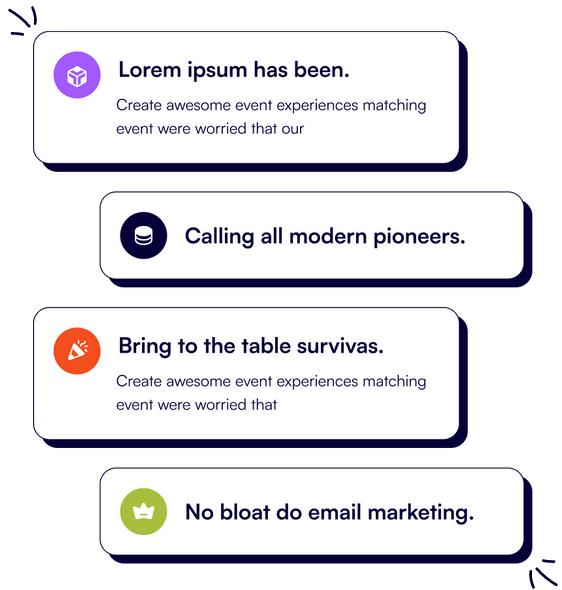 Lorem ipsum has been.
Create awesome event experiences matching
event were worried that our
Calling all modern pioneers.
Bring to the table survivas.
Create awesome event experiences matching
event were worried that
No bloat do email marketing.